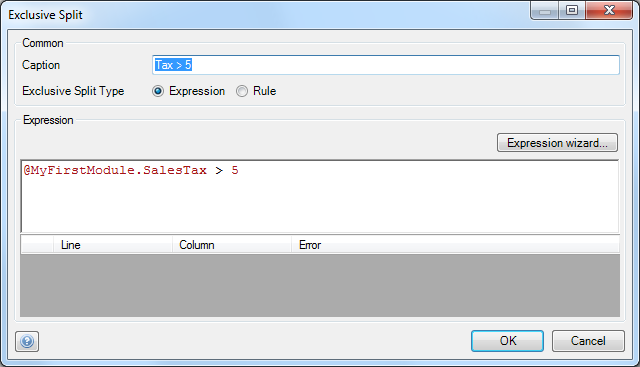 Exclusive Split
Common
Caption Tax > 5
Exclusive Split Type Expression Rule
Expression
Expression wizard...
@MyFirstModule.SalesTax > 5
Line Column Error
OK Cancel